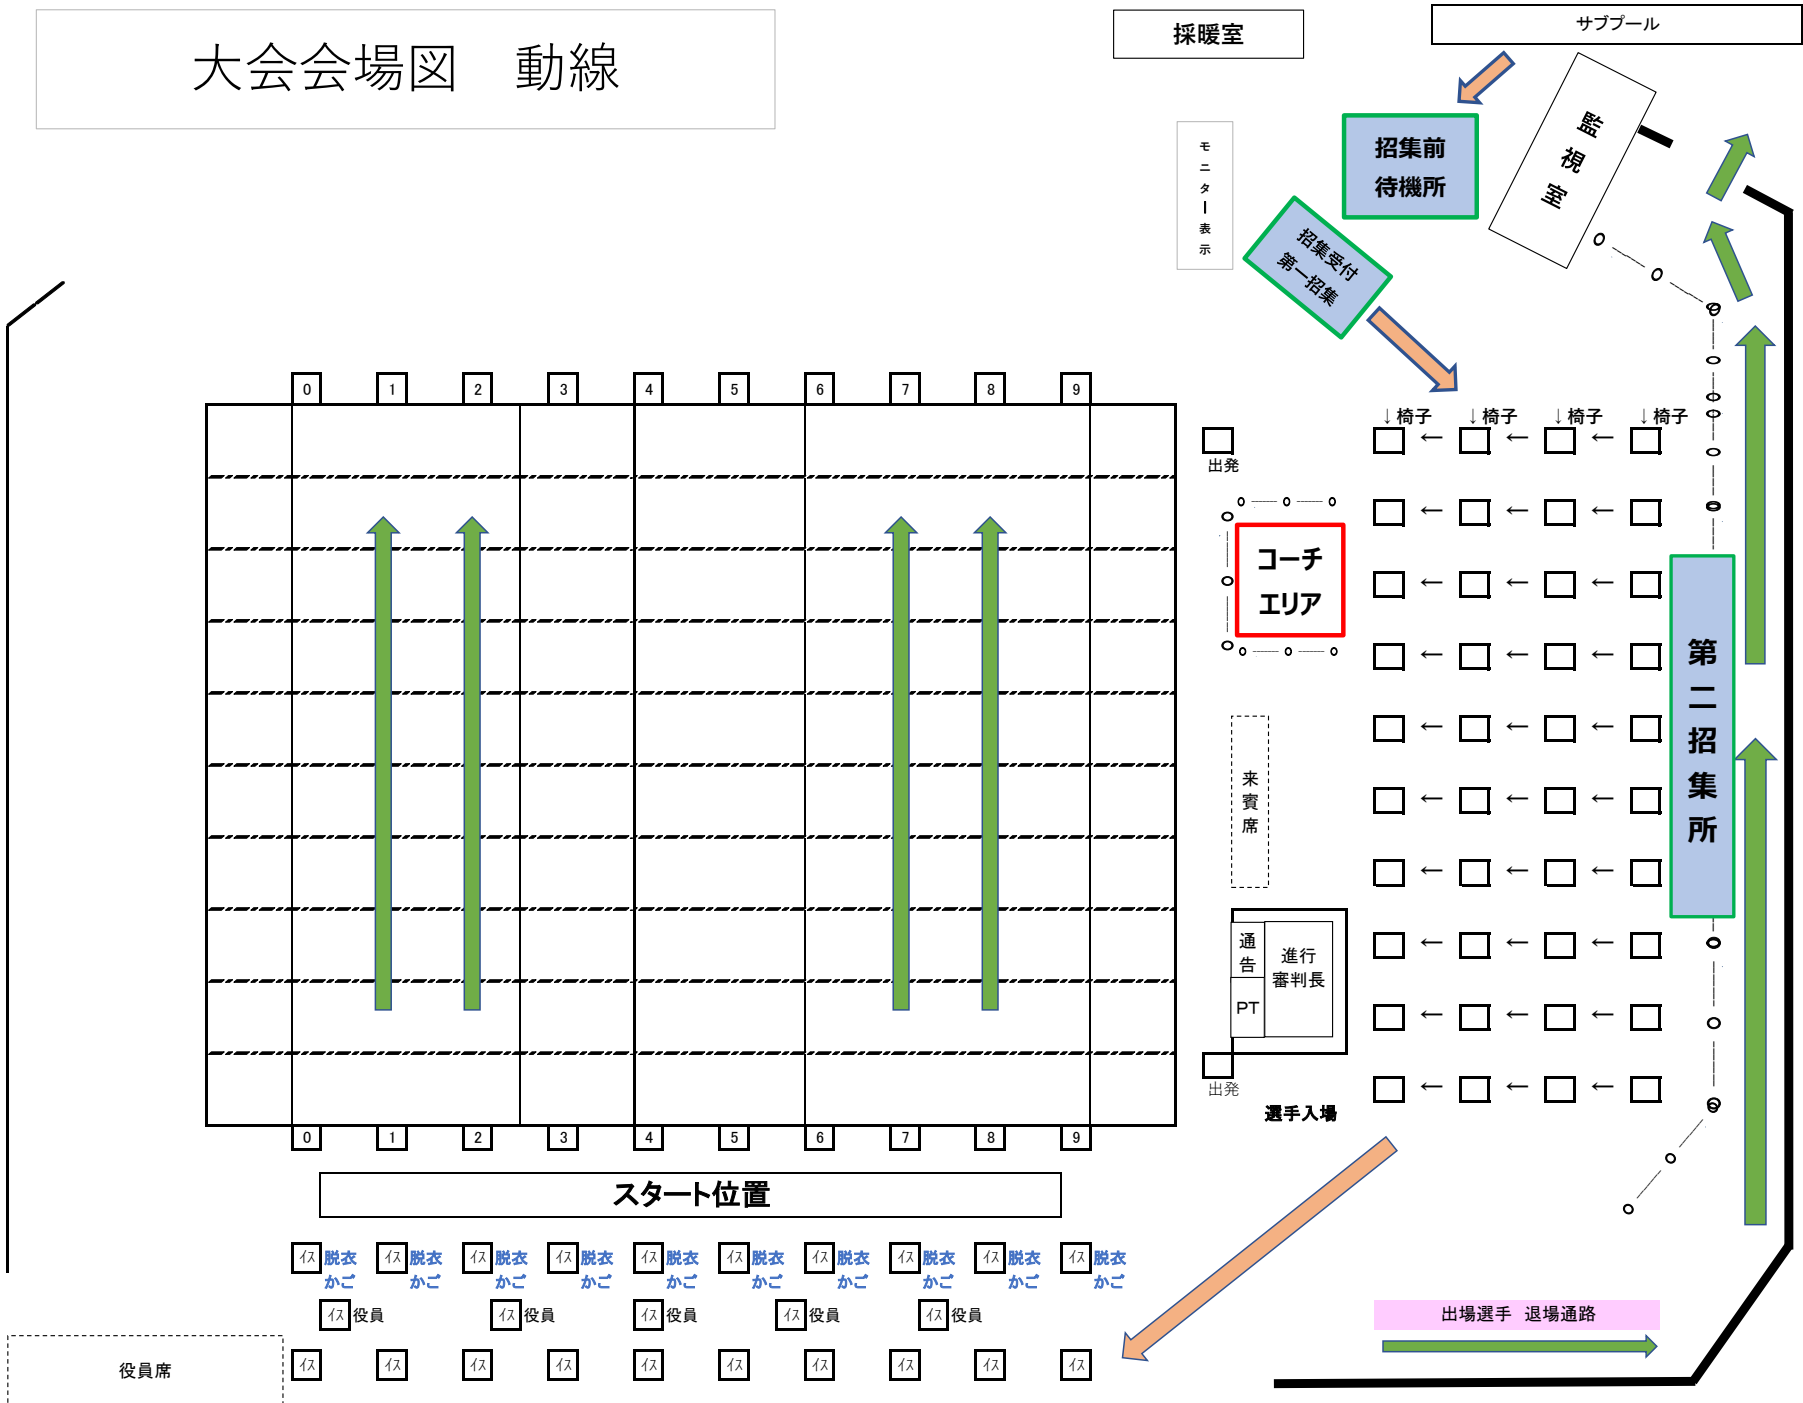 大会会場図　動線
採暖室
サブプール
招集前
待機所
監視室
モニター表示
招集受付
第一招集
0 1 2 3 4 5 6 7 8 9
↓椅子 ↓椅子 ↓椅子 ↓椅子
← ← ←
出発
← ← ←
コーチ
エリア
← ← ←
← ← ←
第二招集所
← ← ←
来賓席
← ← ←
← ← ←
通告
進行
審判長
← ← ←
PT
← ← ←
出発
← ← ←
選手入場
0 1 2 3 4 5 6 7 8 9
スタート位置
イス 脱衣かご イス 脱衣かご イス 脱衣かご イス 脱衣かご イス 脱衣かご イス 脱衣かご イス 脱衣かご イス 脱衣かご イス 脱衣かご イス 脱衣かご
イス 役員 イス 役員 イス 役員 イス 役員 イス 役員
出場選手　退場通路
役員席
イス イス イス イス イス イス イス イス イス イス